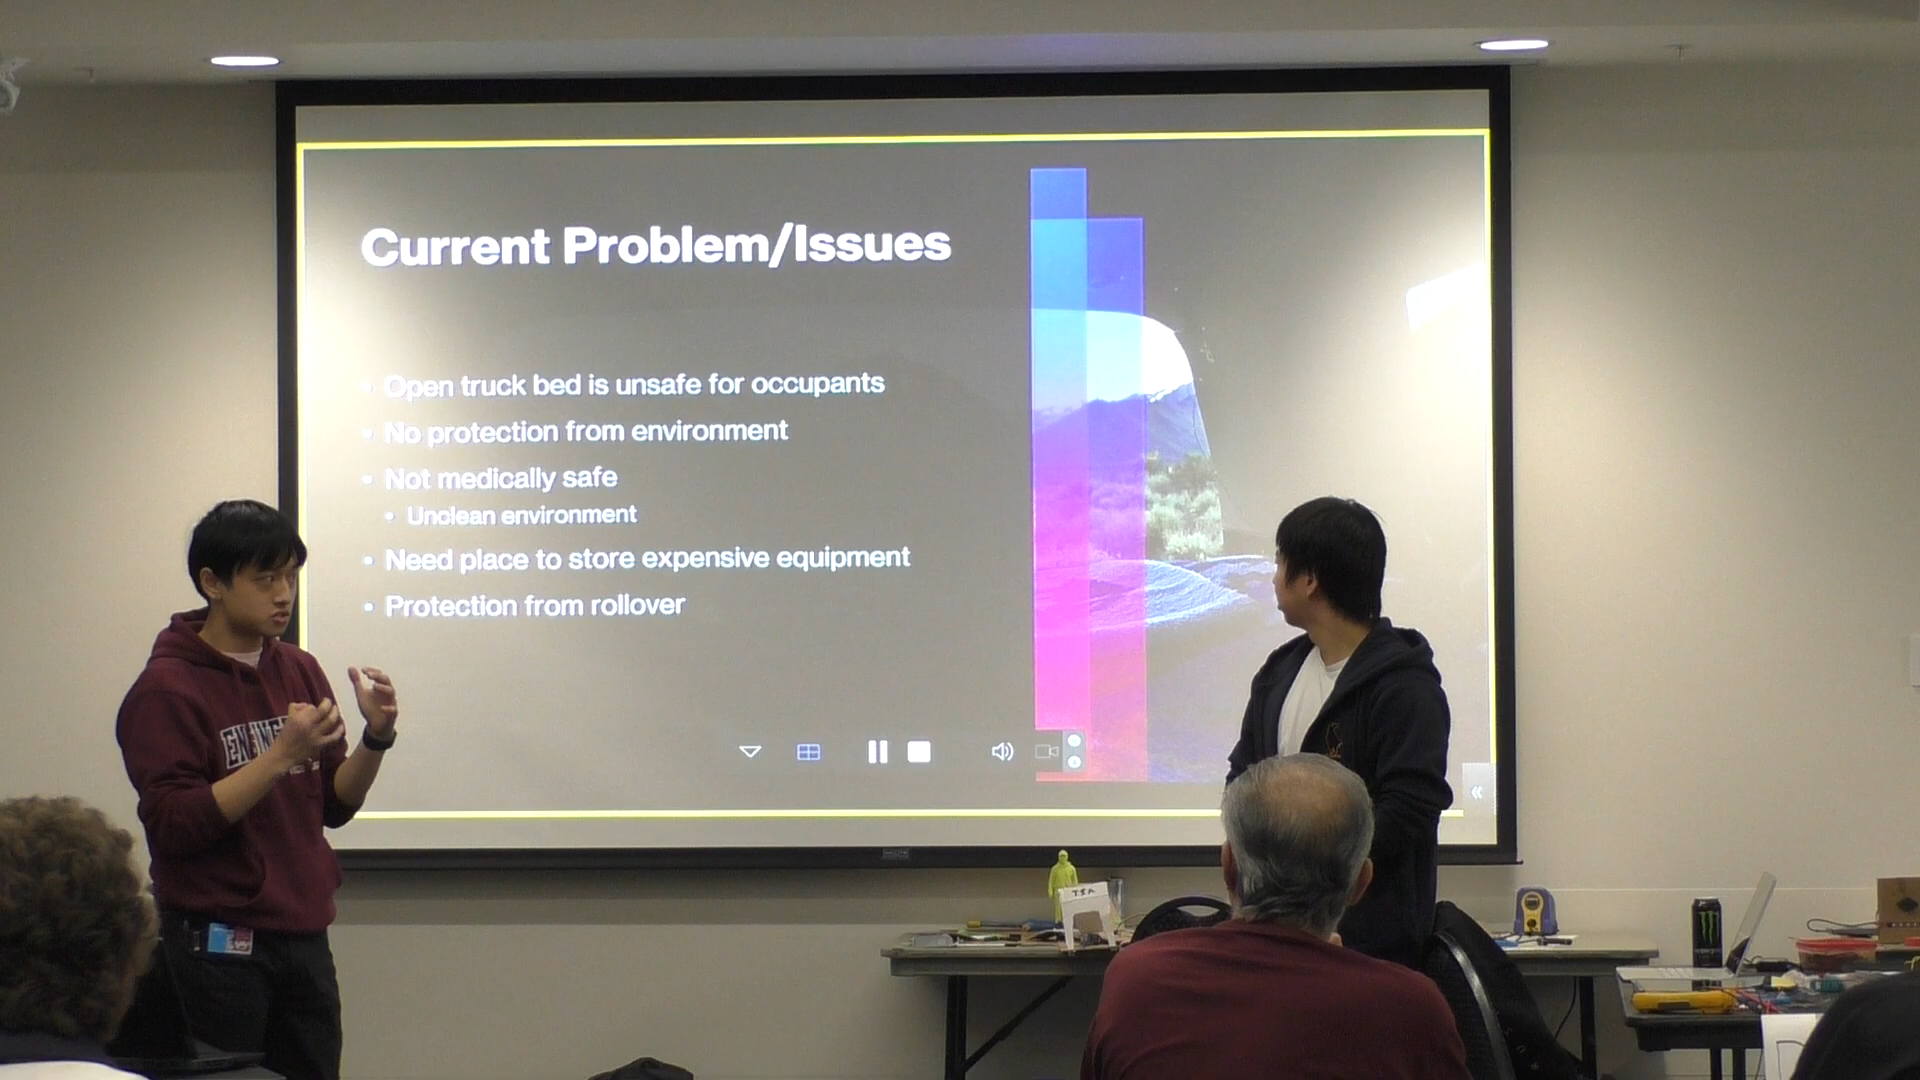 Current Problem/Issues
• Open truck bed is unsafe for occupants
• No protection from environment
• Not medically safe
• Unclean environment
• Need place to store expensive equipment
• Protection from rollover
TSA